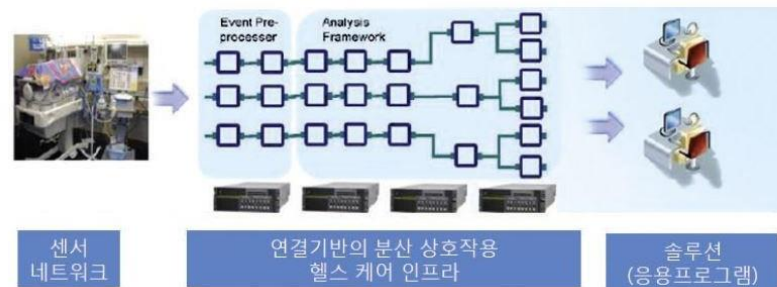 Event Pre-
processor
Analysis
Framework
센서
네트워크
연결기반의 분산 상호작용
헬스 케어 인프라
솔루션
(응용프로그램)